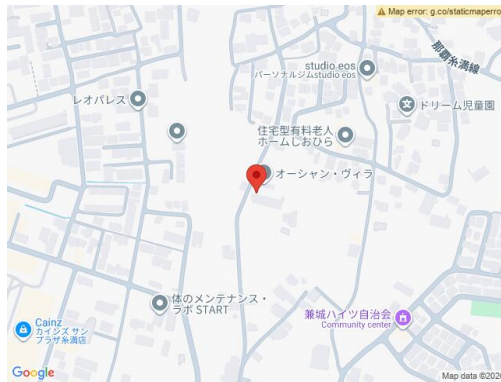 Map error: g.co/staticmaperro
那覇糸満線
studio eos
パーソナルジムstudio eos
レオパレス
ドリーム児童園
住宅型有料老人
ホームしおひら
オーシャン・ヴィラ
体のメンテナンス・
ラボ START
兼城ハイツ自治会
Community center
Cainz
カインズ サン
プラザ糸満店
Google
Map data ©2026